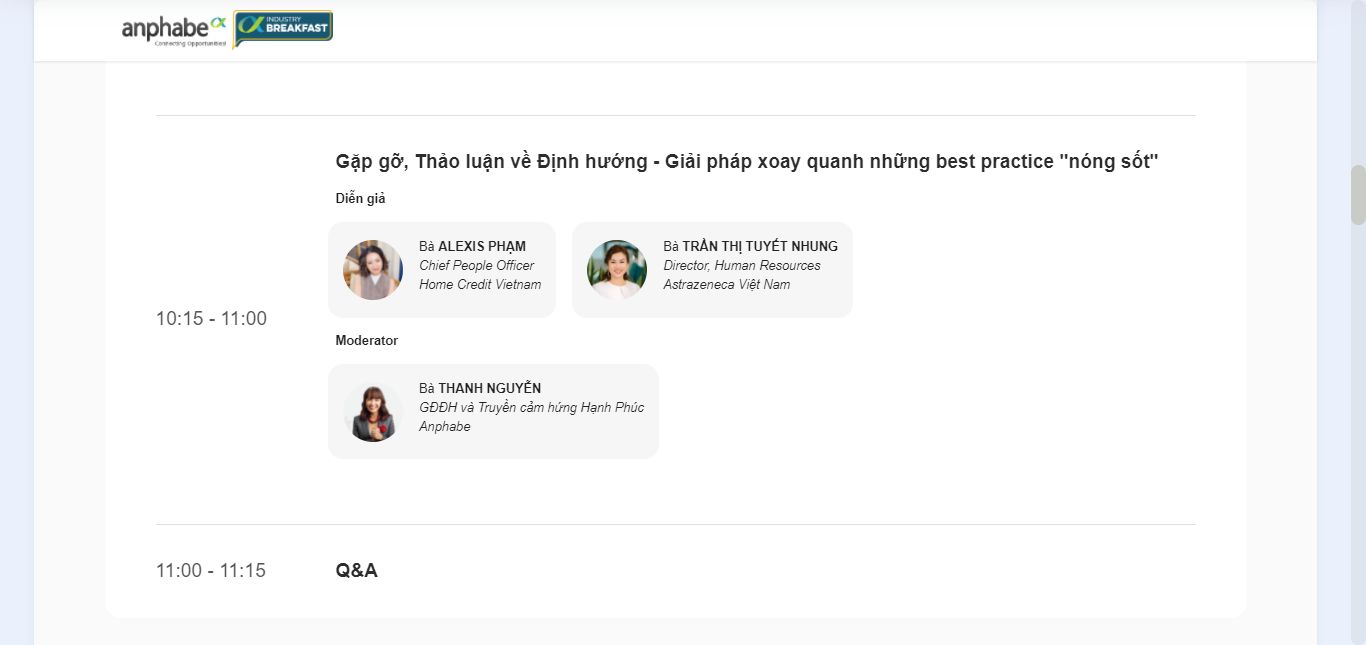 anphabe
Connecting Opportunities
INDUSTRY
BREAKFAST
Gặp gỡ, Thảo luận về Định hướng - Giải pháp xoay quanh những best practice "nóng sốt"
Diễn giả
Bà ALEXIS PHẠM
Chief People Officer
Home Credit Vietnam
Bà TRẦN THỊ TUYẾT NHUNG
Director, Human Resources
Astrazeneca Việt Nam
10:15 - 11:00
Moderator
Bà THANH NGUYỄN
GĐĐH và Truyền cảm hứng Hạnh Phúc
Anphabe
11:00 - 11:15
Q&A